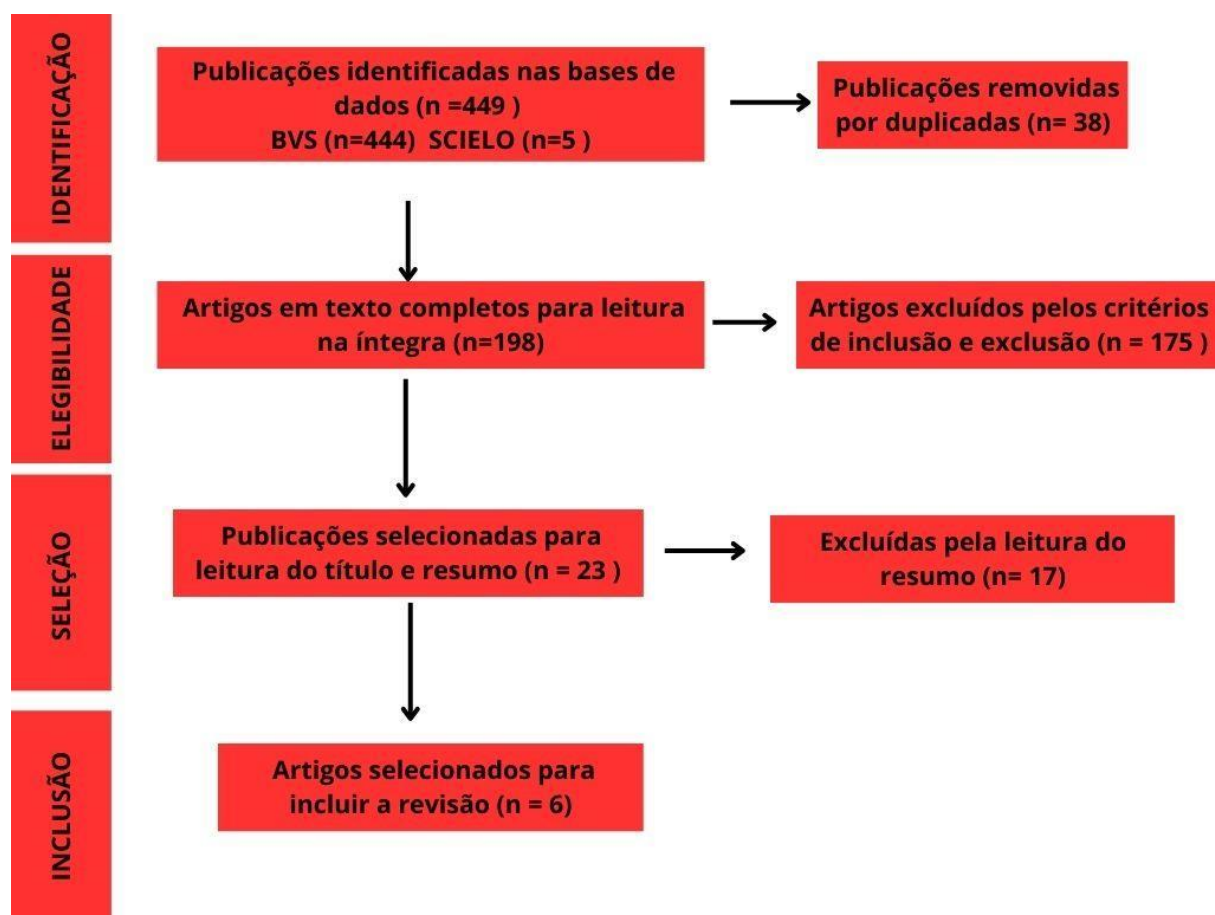 IDENTIFICAÇÃO
Publicações identificadas nas bases de
dados (n =449 )
BVS (n=444) SCIELO (n=5 )
Publicações removidas
por duplicadas (n= 38)
ELEGIBILIDADE
Artigos em texto completos para leitura
na íntegra (n=198)
Artigos excluídos pelos critérios
de inclusão e exclusão (n = 175 )
SELEÇÃO
Publicações selecionadas para
leitura do título e resumo (n = 23 )
Excluídas pela leitura do
resumo (n= 17)
INCLUSÃO
Artigos selecionados para
incluir a revisão (n = 6)